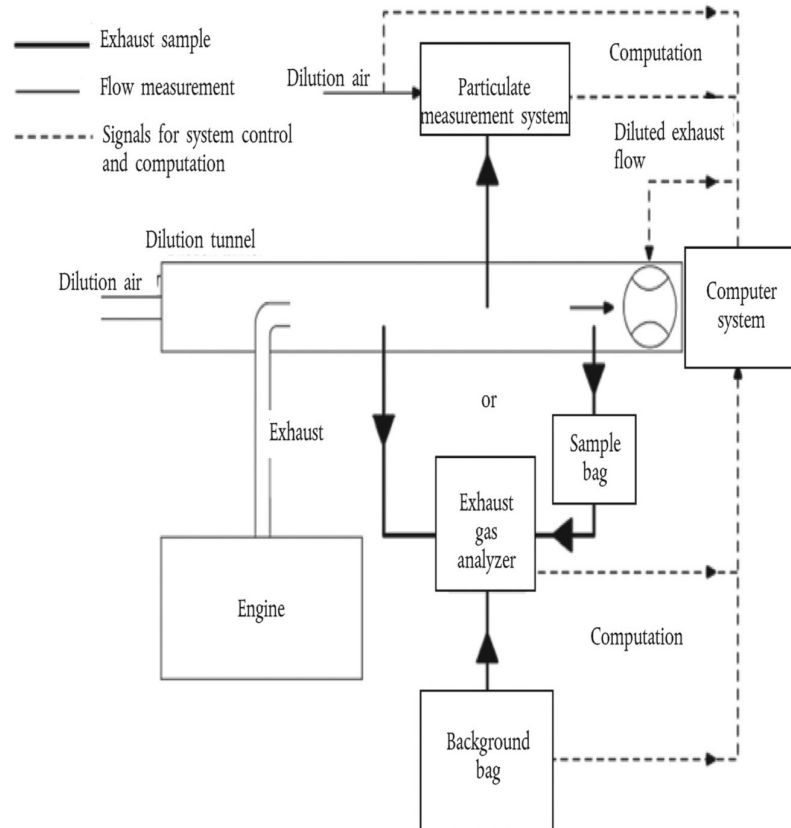 Exhaust sample
Flow measurement
Signals for system control
and computation
Dilution air
Particulate
measurement system
Computation
Diluted exhaust
flow
Dilution tunnel
Dilution air
Computer
system
Exhaust
or
Sample
bag
Exhaust
gas
analyzer
Engine
Computation
Background
bag